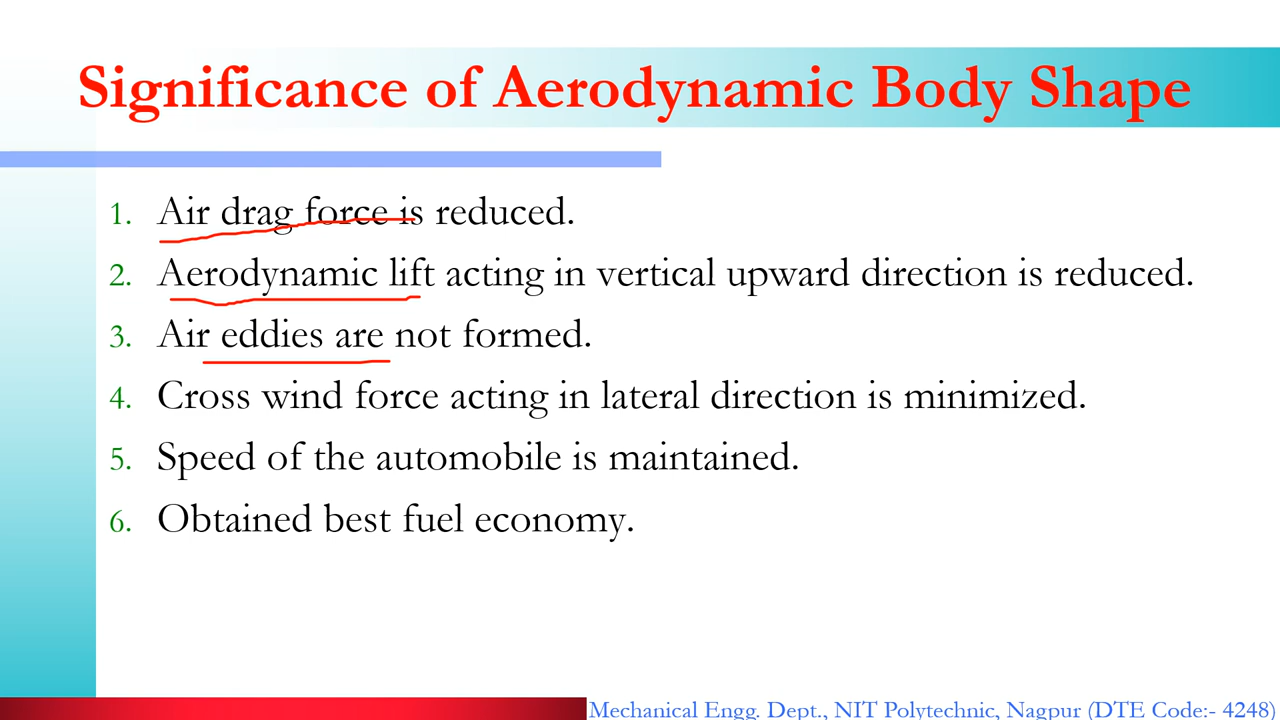 Significance of Aerodynamic Body Shape
1. Air drag force is reduced.
2. Aerodynamic lift acting in vertical upward direction is reduced.
3. Air eddies are not formed.
4. Cross wind force acting in lateral direction is minimized.
5. Speed of the automobile is maintained.
6. Obtained best fuel economy.
Mechanical Engg. Dept., NIT Polytechnic, Nagpur (DTE Code:- 4248)